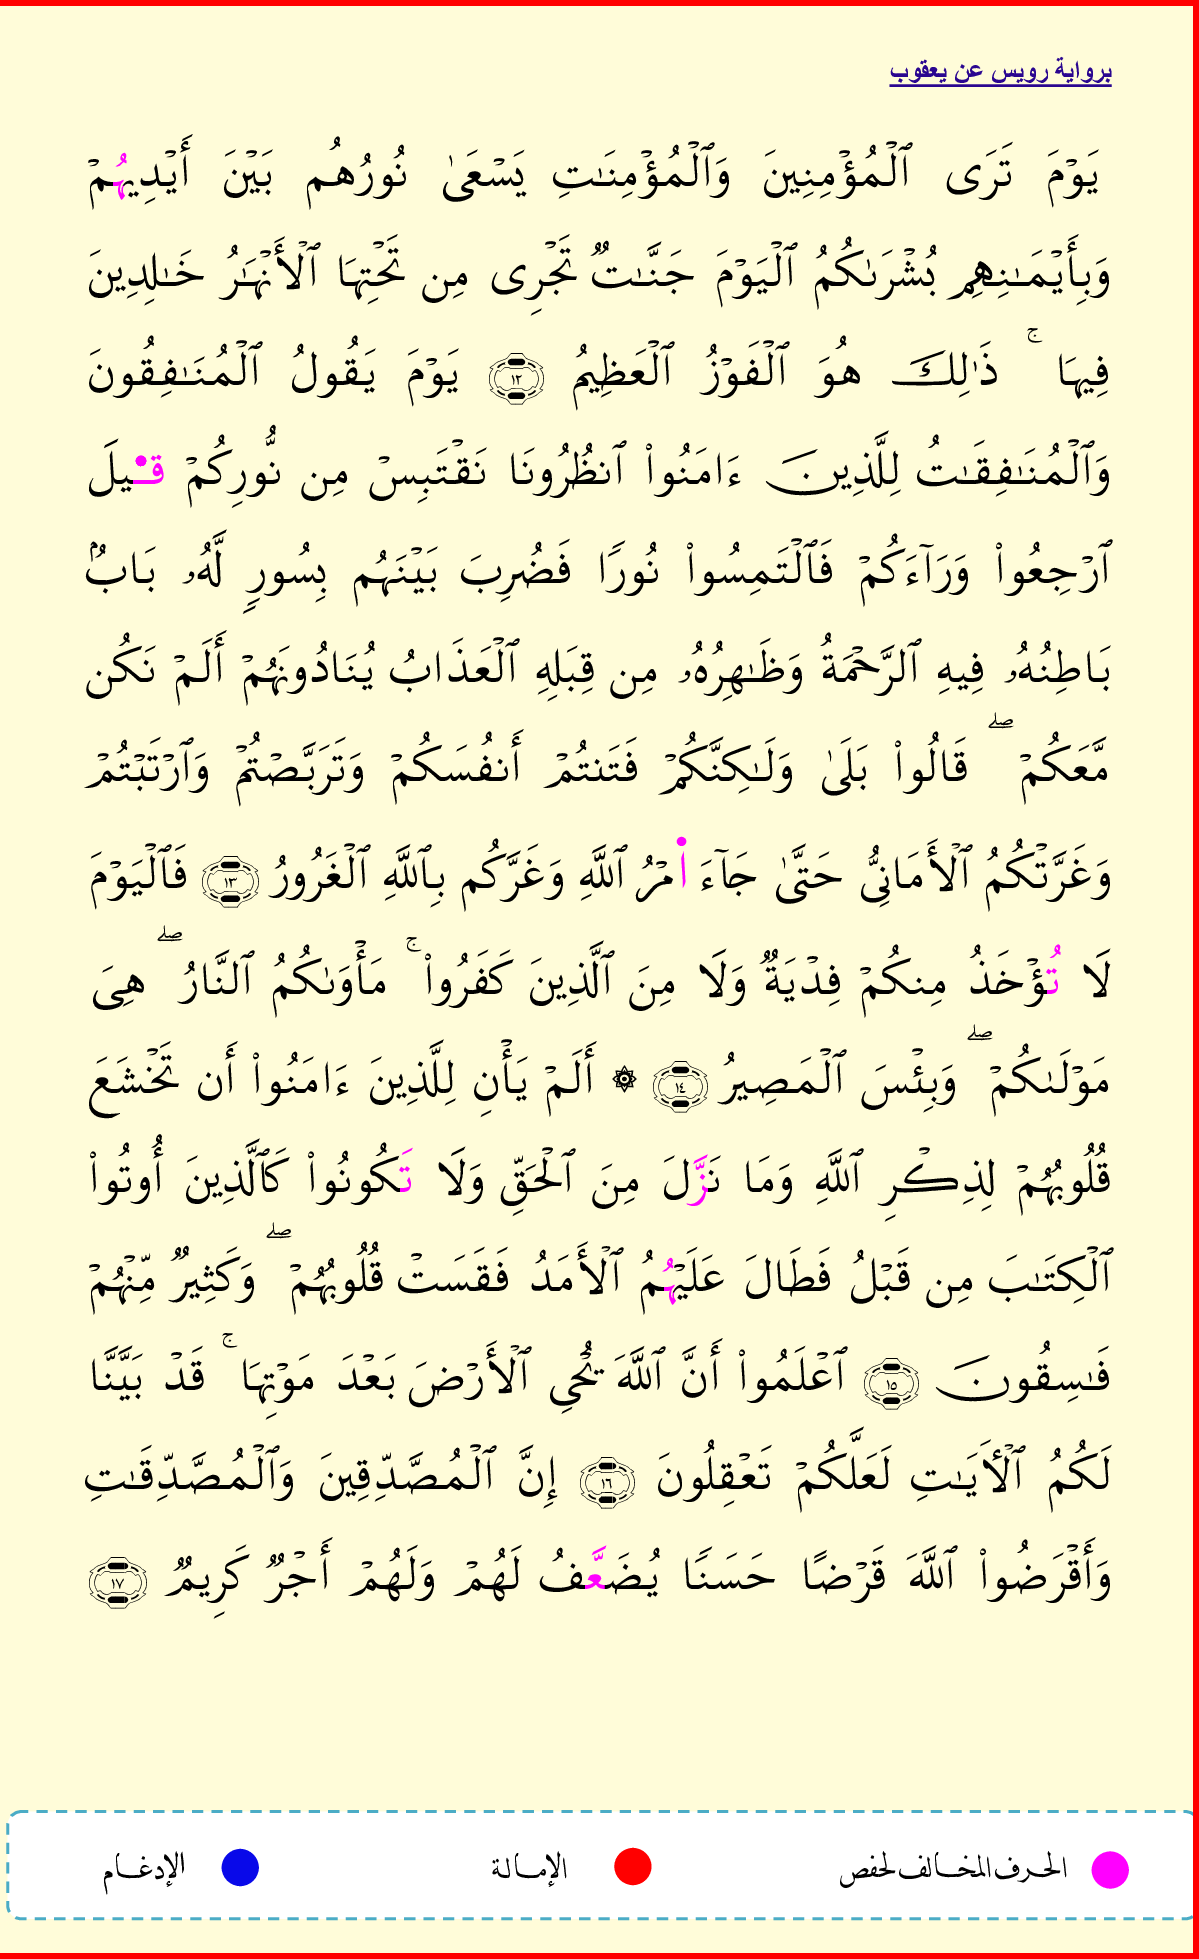 برواية رويس عن يعقوب
يَوۡمَ تَرَى ٱلۡمُؤۡمِنِينَ وَٱلۡمُؤۡمِنَٰتِ يَسۡعَىٰ نُورُهُم بَيۡنَ أَيۡدِيهُمۡ
وَبِأَيۡمَٰنِهِم بُشۡرَىٰكُمُ ٱلۡيَوۡمَ جَنَّٰتٞ تَجۡرِى مِن تَحۡتِهَا ٱلۡأَنۡهَٰرُ خَٰلِدِينَ
فِيهَا ۚ ذَٰلِكَ هُوَ ٱلۡفَوۡزُ ٱلۡعَظِيمُ ١٢ يَوۡمَ يَقُولُ ٱلۡمُنَٰفِقُونَ
وَٱلۡمُنَٰفِقَٰتُ لِلَّذِينَ ءَامَنُواْ ٱنظُرُونَا نَقۡتَبِسۡ مِن نُّورِكُمۡ قِيلَ
ٱرۡجِعُواْ وَرَآءَكُمۡ فَٱلۡتَمِسُواْ نُورٗا فَضُرِبَ بَيۡنَهُم بِسُورٖ لَّهُۥ بَابُۢ
بَاطِنُهُۥ فِيهِ ٱلرَّحۡمَةُ وَظَٰهِرُهُۥ مِن قِبَلِهِ ٱلۡعَذَابُ يُنَادُونَهُمۡ أَلَمۡ نَكُن
مَّعَكُمۡ ۖ قَالُواْ بَلَىٰ وَلَٰكِنَّكُمۡ فَتَنتُمۡ أَنفُسَكُمۡ وَتَرَبَّصۡتُمۡ وَٱرۡتَبۡتُمۡ
وَغَرَّتۡكُمُ ٱلۡأَمَانِىُّ حَتَّىٰ جَآءَ ا۬مۡرُ ٱللَّهِ وَغَرَّكُم بِٱللَّهِ ٱلۡغَرُورُ ١٣ فَٱلۡيَوۡمَ
لَا تُؤۡخَذُ مِنكُمۡ فِدۡيَةٞ وَلَا مِنَ ٱلَّذِينَ كَفَرُواْ ۚ مَأۡوَىٰكُمُ ٱلنَّارُ ۖ هِىَ
مَوۡلَىٰكُمۡ ۖ وَبِئۡسَ ٱلۡمَصِيرُ ١٤ ۞ أَلَمۡ يَأۡنِ لِلَّذِينَ ءَامَنُواْ أَن تَخۡشَعَ
قُلُوبُهُمۡ لِذِكۡرِ ٱللَّهِ وَمَا نَزَّلَ مِنَ ٱلۡحَقِّ وَلَا تَكُونُواْ كَٱلَّذِينَ أُوتُواْ
ٱلۡكِتَٰبَ مِن قَبۡلُ فَطَالَ عَلَيۡهُمُ ٱلۡأَمَدُ فَقَسَتۡ قُلُوبُهُمۡ ۖ وَكَثِيرٞ مِّنۡهُمۡ
فَٰسِقُونَ ١٥ ٱعۡلَمُواْ أَنَّ ٱللَّهَ يُحۡيِ ٱلۡأَرۡضَ بَعۡدَ مَوۡتِهَا ۚ قَدۡ بَيَّنَّا
لَكُمُ ٱلۡأٓيَٰتِ لَعَلَّكُمۡ تَعۡقِلُونَ ١٦ إِنَّ ٱلۡمُصَّدِّقِينَ وَٱلۡمُصَّدِّقَٰتِ
وَأَقۡرَضُواْ ٱللَّهَ قَرۡضًا حَسَنٗا يُضَعَّفُ لَهُمۡ وَلَهُمۡ أَجۡرٞ كَرِيمٞ ١٧
الحرف المخالف لحفص الإمالة الإدغام